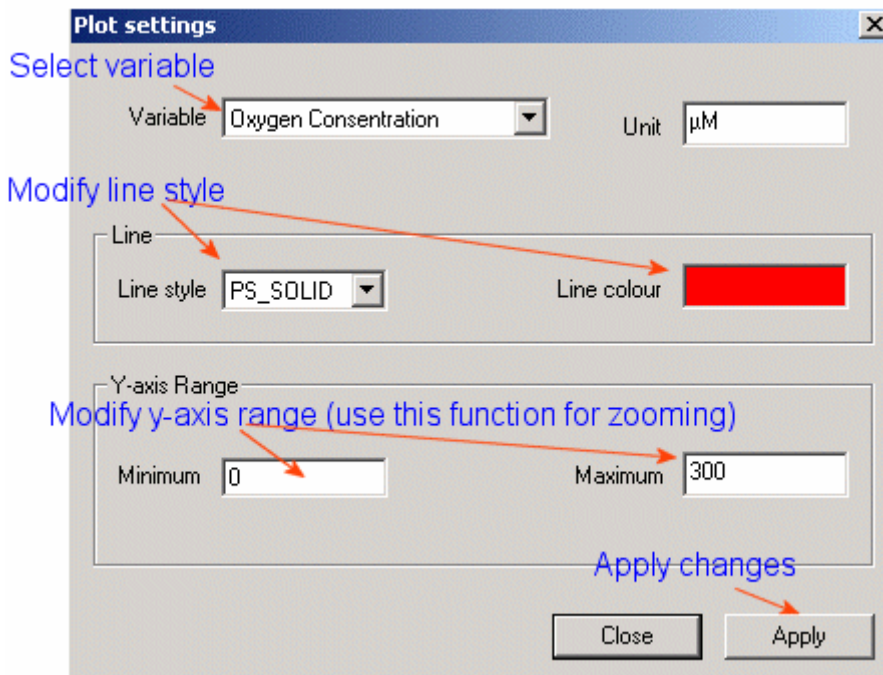 Plot settings
Select variable
Variable Oxygen Consentration Unit µM
Modify line style
Line
Line style PS_SOLID Line colour
Y-axis Range
Modify y-axis range (use this function for zooming)
Minimum 0 Maximum 300
Apply changes
Close Apply